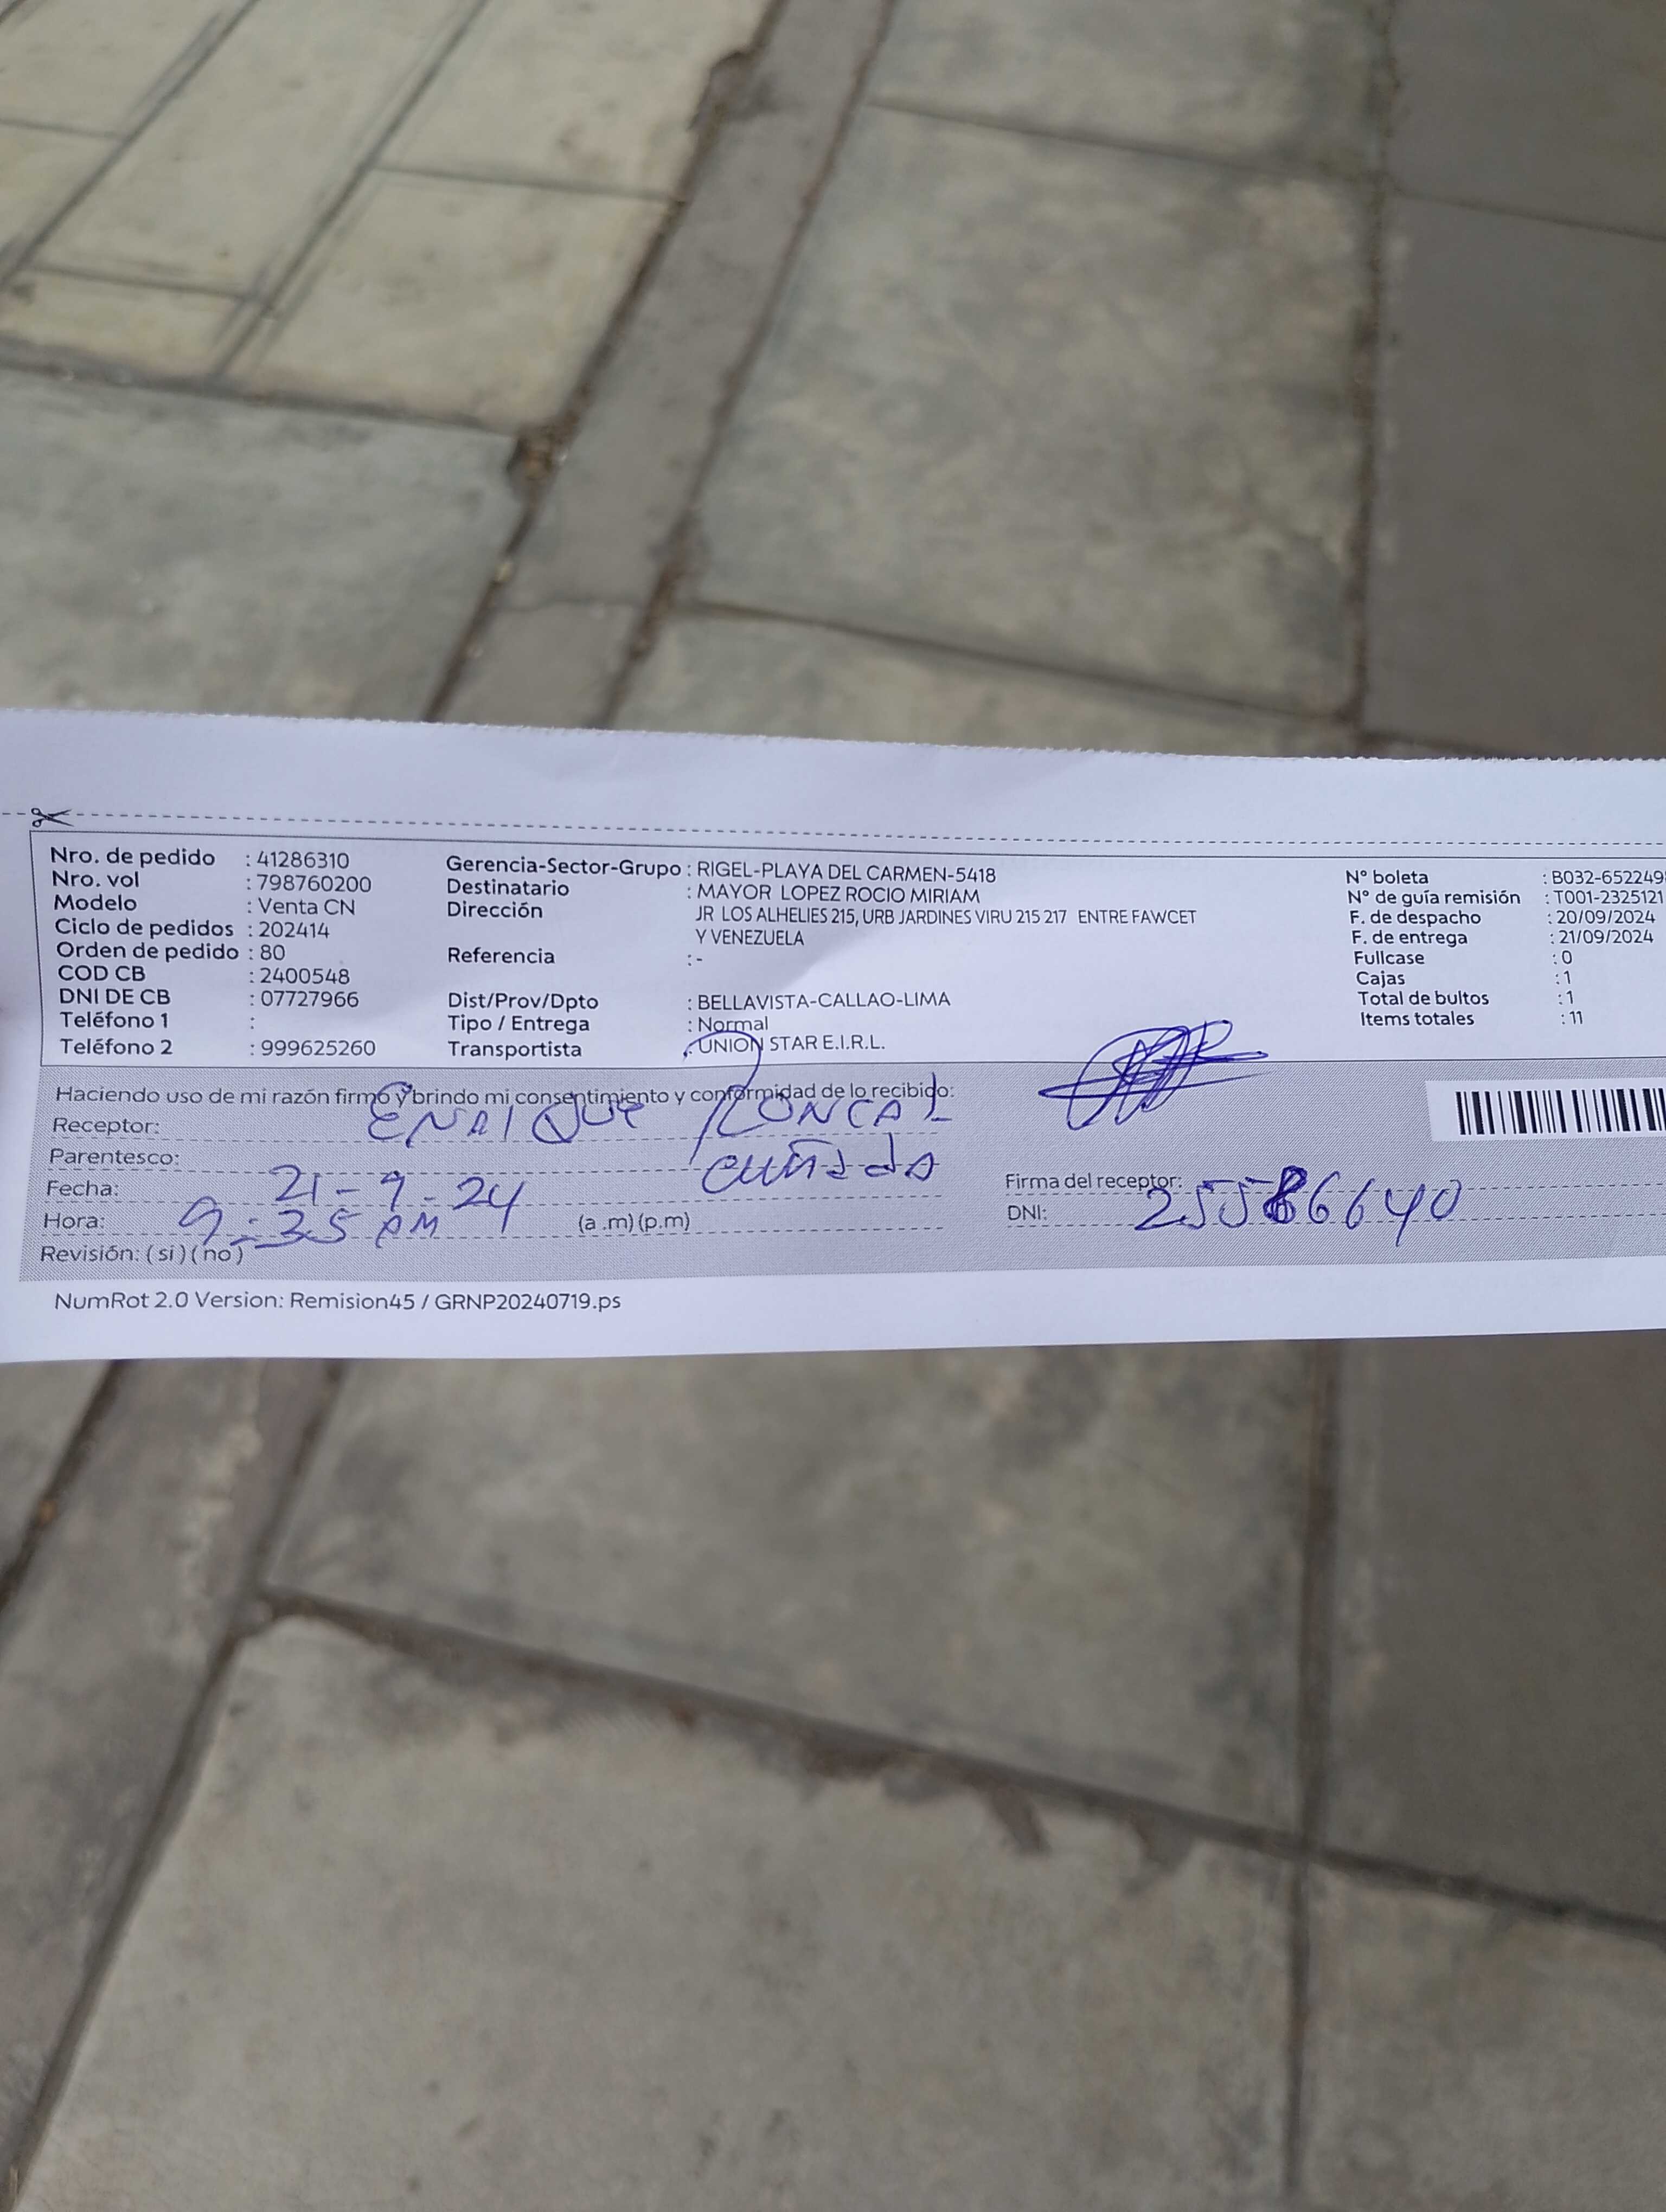 Nro. de pedido : 41286310
Nro. vol : 798760200
Modelo : Venta CN
Ciclo de pedidos : 202414
Orden de pedido : 80
COD CB : 2400548
DNI DE CB : 07727966
Teléfono 1 :
Teléfono 2 : 999625260
Gerencia-Sector-Grupo : RIGEL-PLAYA DEL CARMEN-5418
Destinatario : MAYOR LOPEZ ROCIO MIRIAM
Dirección JR LOS ALHELIES 215, URB JARDINES VIRU 215 217 ENTRE FAWCET
Y VENEZUELA
Referencia : -
Dist/Prov/Dpto : BELLAVISTA-CALLAO-LIMA
Tipo / Entrega : Normal
Transportista : UNION STAR E.I.R.L.
N° boleta : B032-652249
N° de guía remisión : T001-2325121
F. de despacho : 20/09/2024
F. de entrega : 21/09/2024
Fullcase : 0
Cajas : 1
Total de bultos : 1
Items totales : 11
Haciendo uso de mi razón firmo y brindo mi consentimiento y conformidad de lo recibido:
Receptor: ENRIQUE RONCAL
Parentesco: cuñado
Fecha: 21-9-24
Hora: 9:35 AM (a .m) (p.m)
Revisión: ( si ) ( no )
Firma del receptor:
DNI: 25586640
NumRot 2.0 Version: Remision45 / GRNP20240719.ps